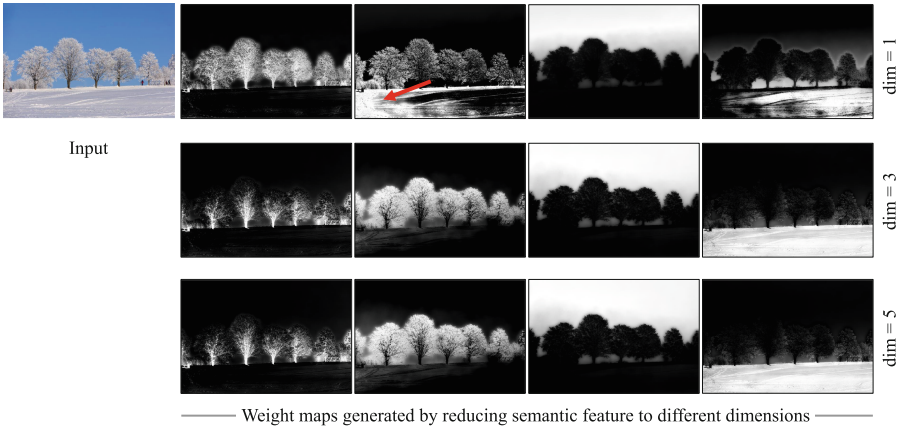 dim = 1
Input
dim = 3
dim = 5
Weight maps generated by reducing semantic feature to different dimensions